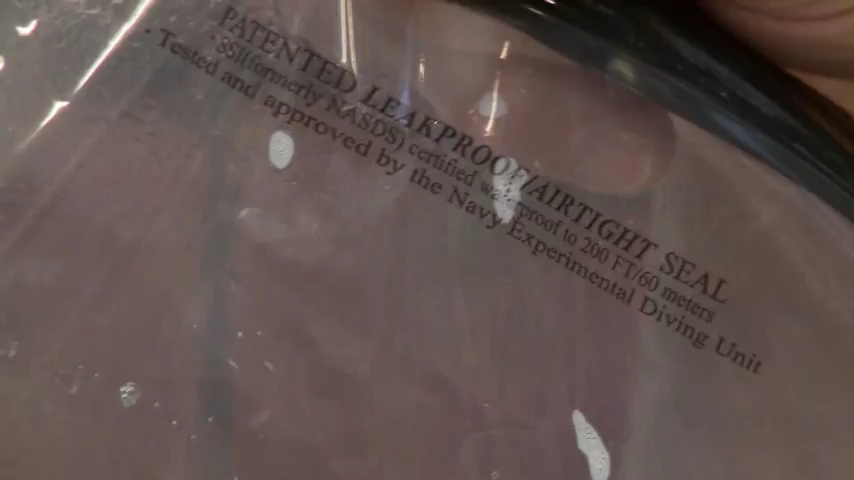 PATENTED LEAKPROOF/AIRTIGHT SEAL
· SSI(formerly NASDS) certified waterproof to 200 FT/60 meters
· Tested and approved by the Navy Experimental Diving Unit